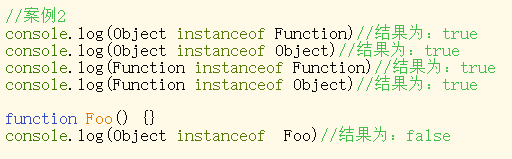 //案例2
console.log(Object instanceof Function)//结果为：true
console.log(Object instanceof Object)//结果为：true
console.log(Function instanceof Function)//结果为：true
console.log(Function instanceof Object)//结果为：true
function Foo() {}
console.log(Object instanceof  Foo)//结果为：false